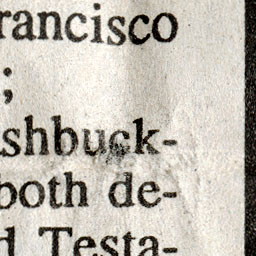 rancisco
;
shbuck-
both de-
d Testa-